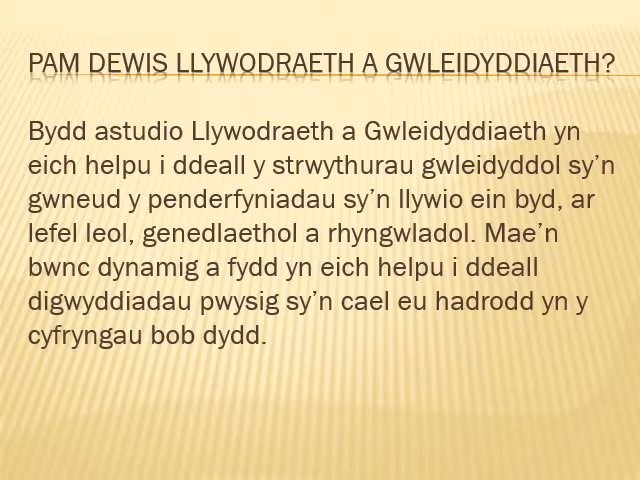 PAM DEWIS LLYWODRAETH A GWLEIDYDDIAETH?
Bydd astudio Llywodraeth a Gwleidyddiaeth yn
eich helpu i ddeall y strwythurau gwleidyddol sy’n
gwneud y penderfyniadau sy’n llywio ein byd, ar
lefel leol, genedlaethol a rhyngwladol. Mae’n
bwnc dynamig a fydd yn eich helpu i ddeall
digwyddiadau pwysig sy’n cael eu hadrodd yn y
cyfryngau bob dydd.